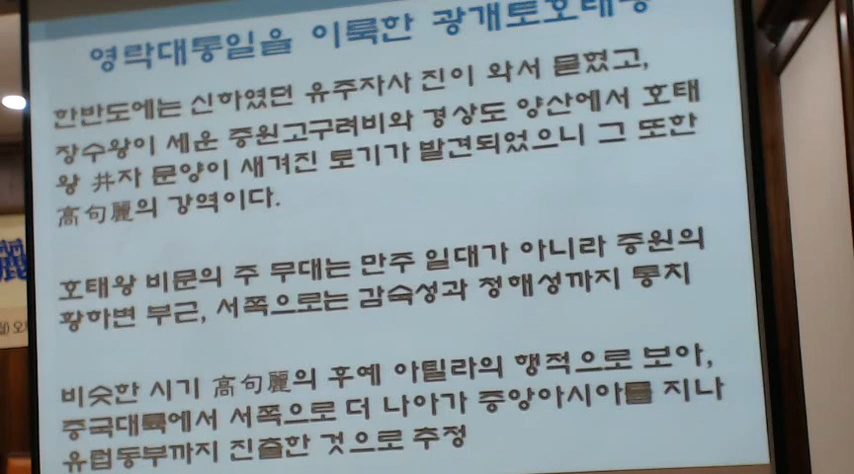 영락대통일을 이룩한 광개토호태왕
한반도에는 신하였던 유주자사 진이 와서 묻혔고,
장수왕이 세운 중원고구려비와 경상도 양산에서 호태
왕 井자 문양이 새겨진 토기가 발견되었으니 그 또한
高句麗의 강역이다.
호태왕 비문의 주 무대는 만주 일대가 아니라 중원의
황하변 부근, 서쪽으로는 감숙성과 청해성까지 통치
비슷한 시기 高句麗의 후예 아틸라의 행적으로 보아,
중국대륙에서 서쪽으로 더 나아가 중앙아시아를 지나
유럽동부까지 진출한 것으로 추정